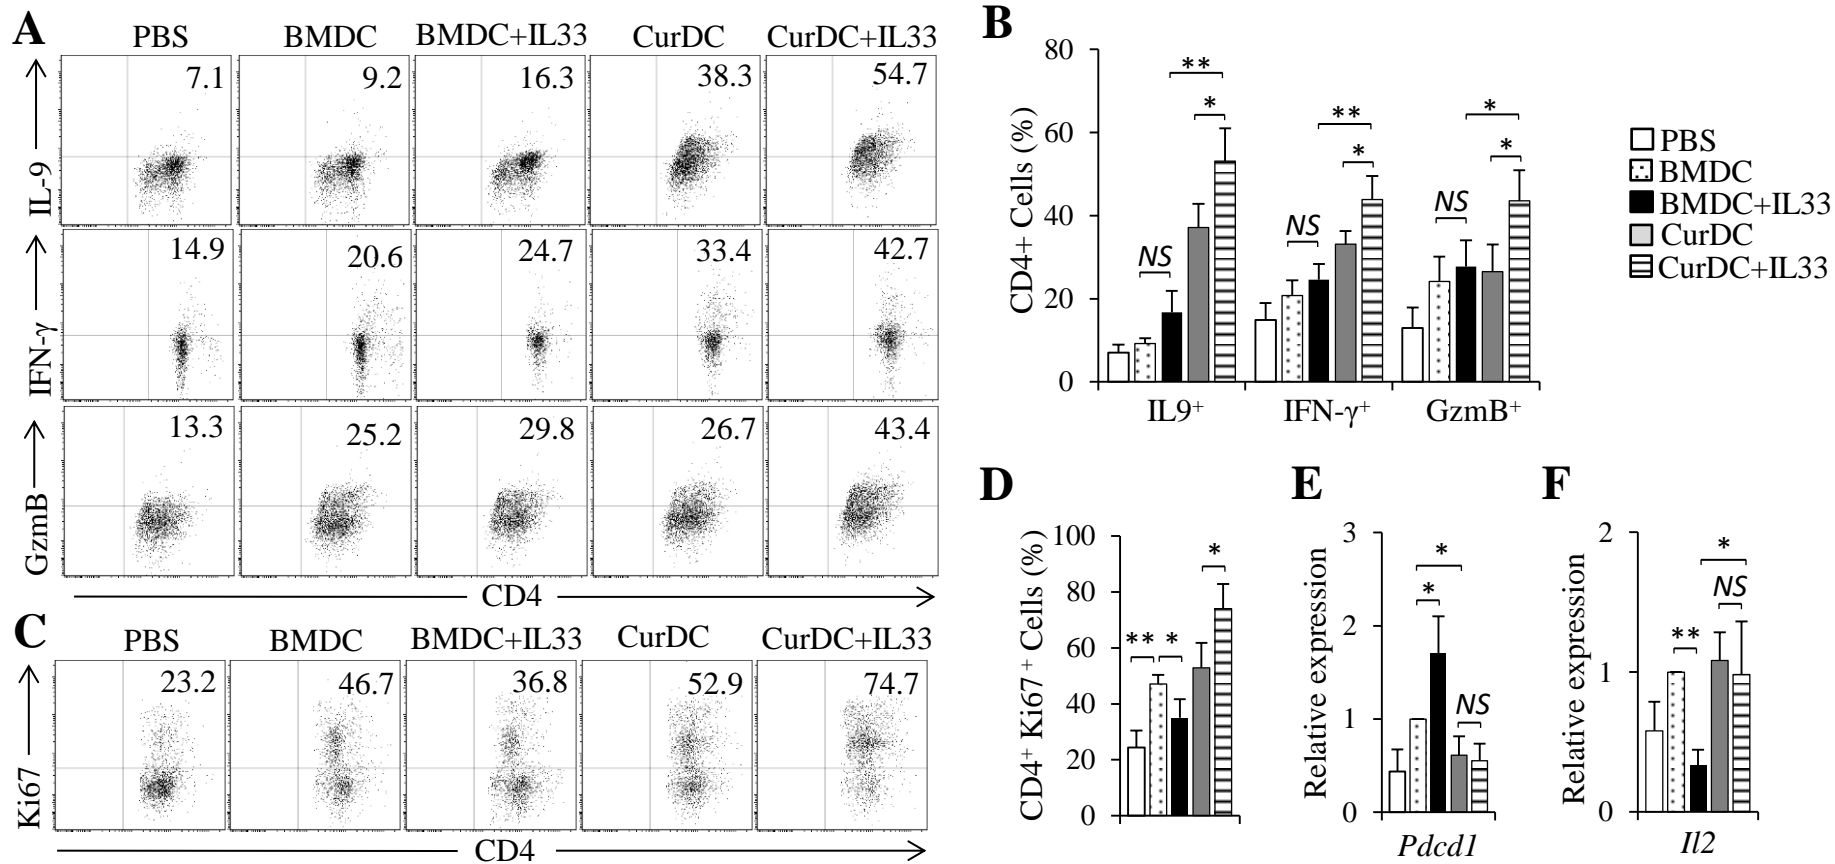 A
PBS BMDC BMDC+IL33 CurDC CurDC+IL33
IL-9
7.1 9.2 16.3 38.3 54.7
IFN-γ
14.9 20.6 24.7 33.4 42.7
GzmB
13.3 25.2 29.8 26.7 43.4
CD4
B
CD4+ Cells (%)
80
60
40
20
0
** *
NS
** *
NS
* *
NS
IL9⁺ IFN-γ⁺ GzmB⁺
PBS
BMDC
BMDC+IL33
CurDC
CurDC+IL33
C
PBS BMDC BMDC+IL33 CurDC CurDC+IL33
Ki67
23.2 46.7 36.8 52.9 74.7
CD4
D
CD4⁺ Ki67⁺ Cells (%)
100
80
60
40
20
0
** * *
E
Relative expression
3
2
1
0
*
*
NS
Pdcd1
F
Relative expression
2
1
0
*
NS
**
Il2